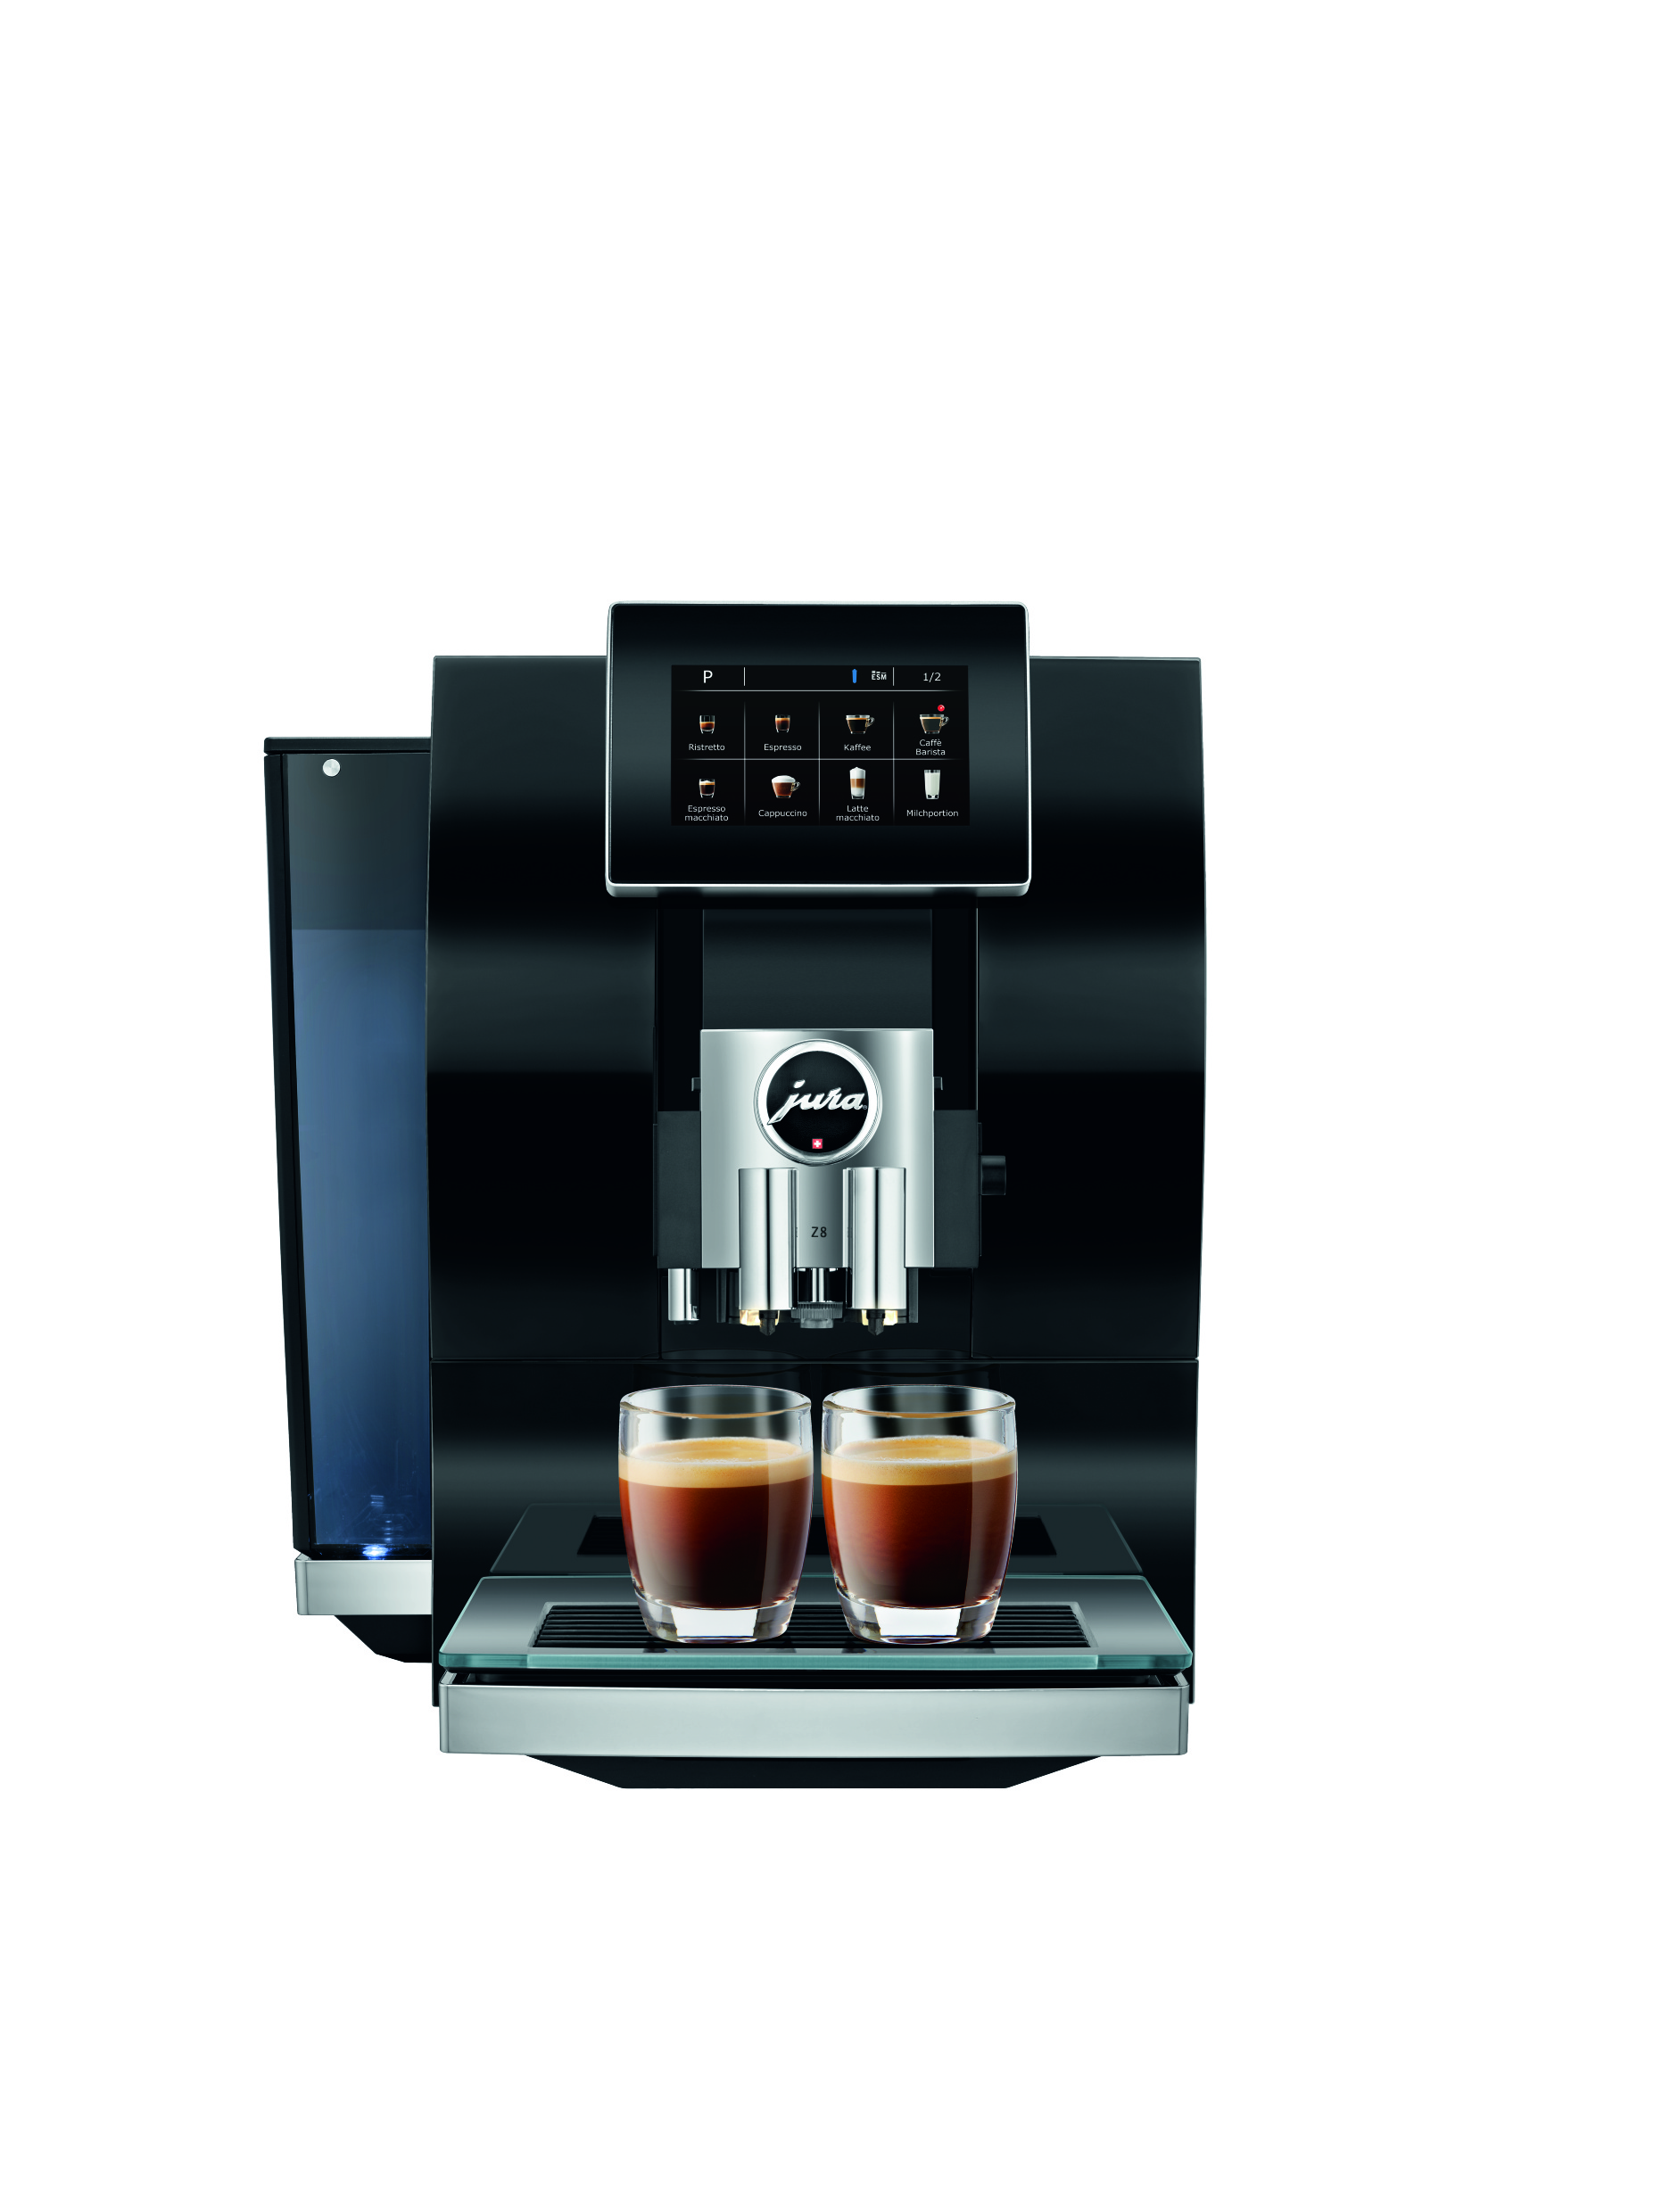 P ESM 1/2
Ristretto Espresso Kaffee Caffè
Barista
Espresso
macchiato Cappuccino Latte
macchiato Milchportion
jura
Z8